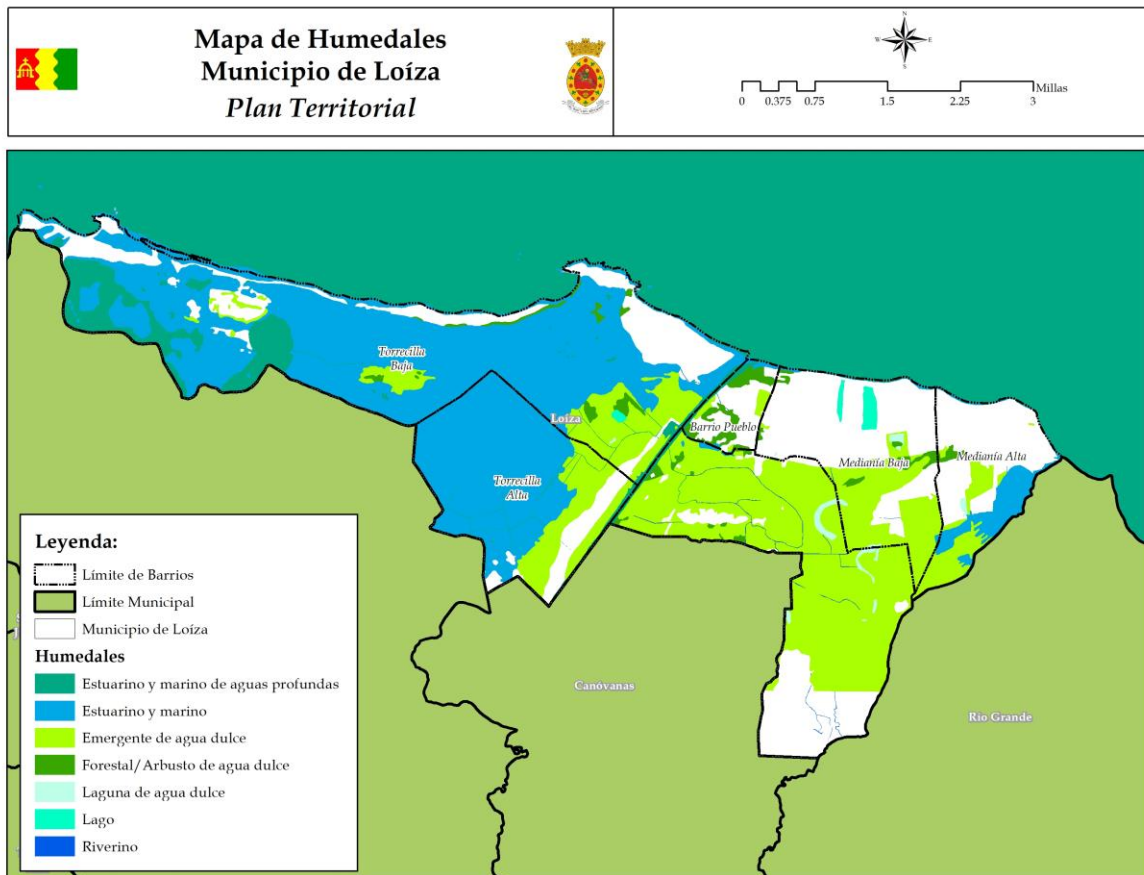 Mapa de Humedales
Municipio de Loíza
Plan Territorial
N
W
E
S
0
0.375
0.75
1.5
2.25
3
Millas
Torrecilla
Baja
Loíza
Barrio Pueblo
Medianía Baja
Medianía Alta
Torrecilla
Alta
Canóvanas
Río Grande
Leyenda:
Límite de Barrios
Límite Municipal
Municipio de Loíza
Humedales
Estuarino y marino de aguas profundas
Estuarino y marino
Emergente de agua dulce
Forestal/Arbusto de agua dulce
Laguna de agua dulce
Lago
Riverino